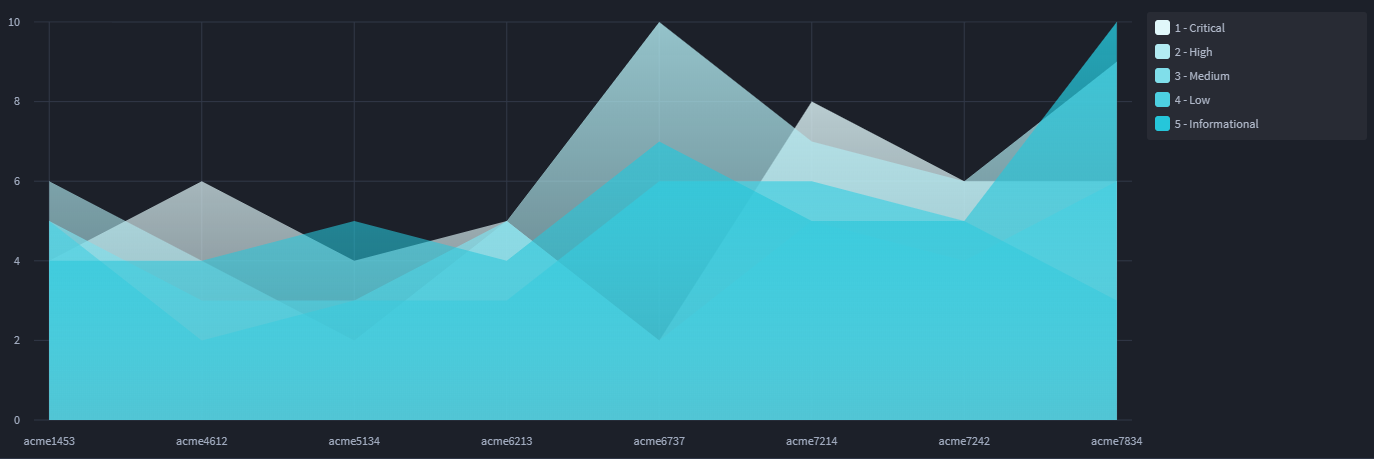 10
8
6
4
2
0
acme1453 acme4612 acme5134 acme6213 acme6737 acme7214 acme7242 acme7834
1 - Critical
2 - High
3 - Medium
4 - Low
5 - Informational